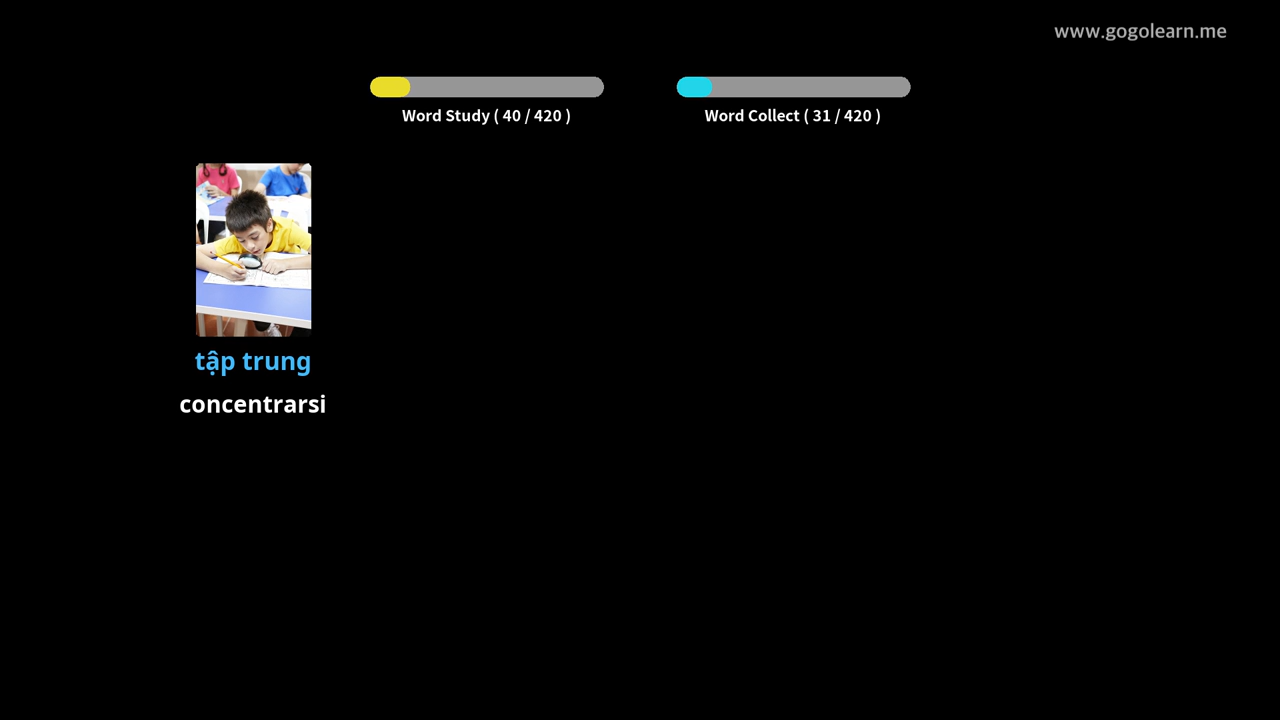 www.gogolearn.me
Word Study ( 40 / 420 )
Word Collect ( 31 / 420 )
tập trung
concentrarsi